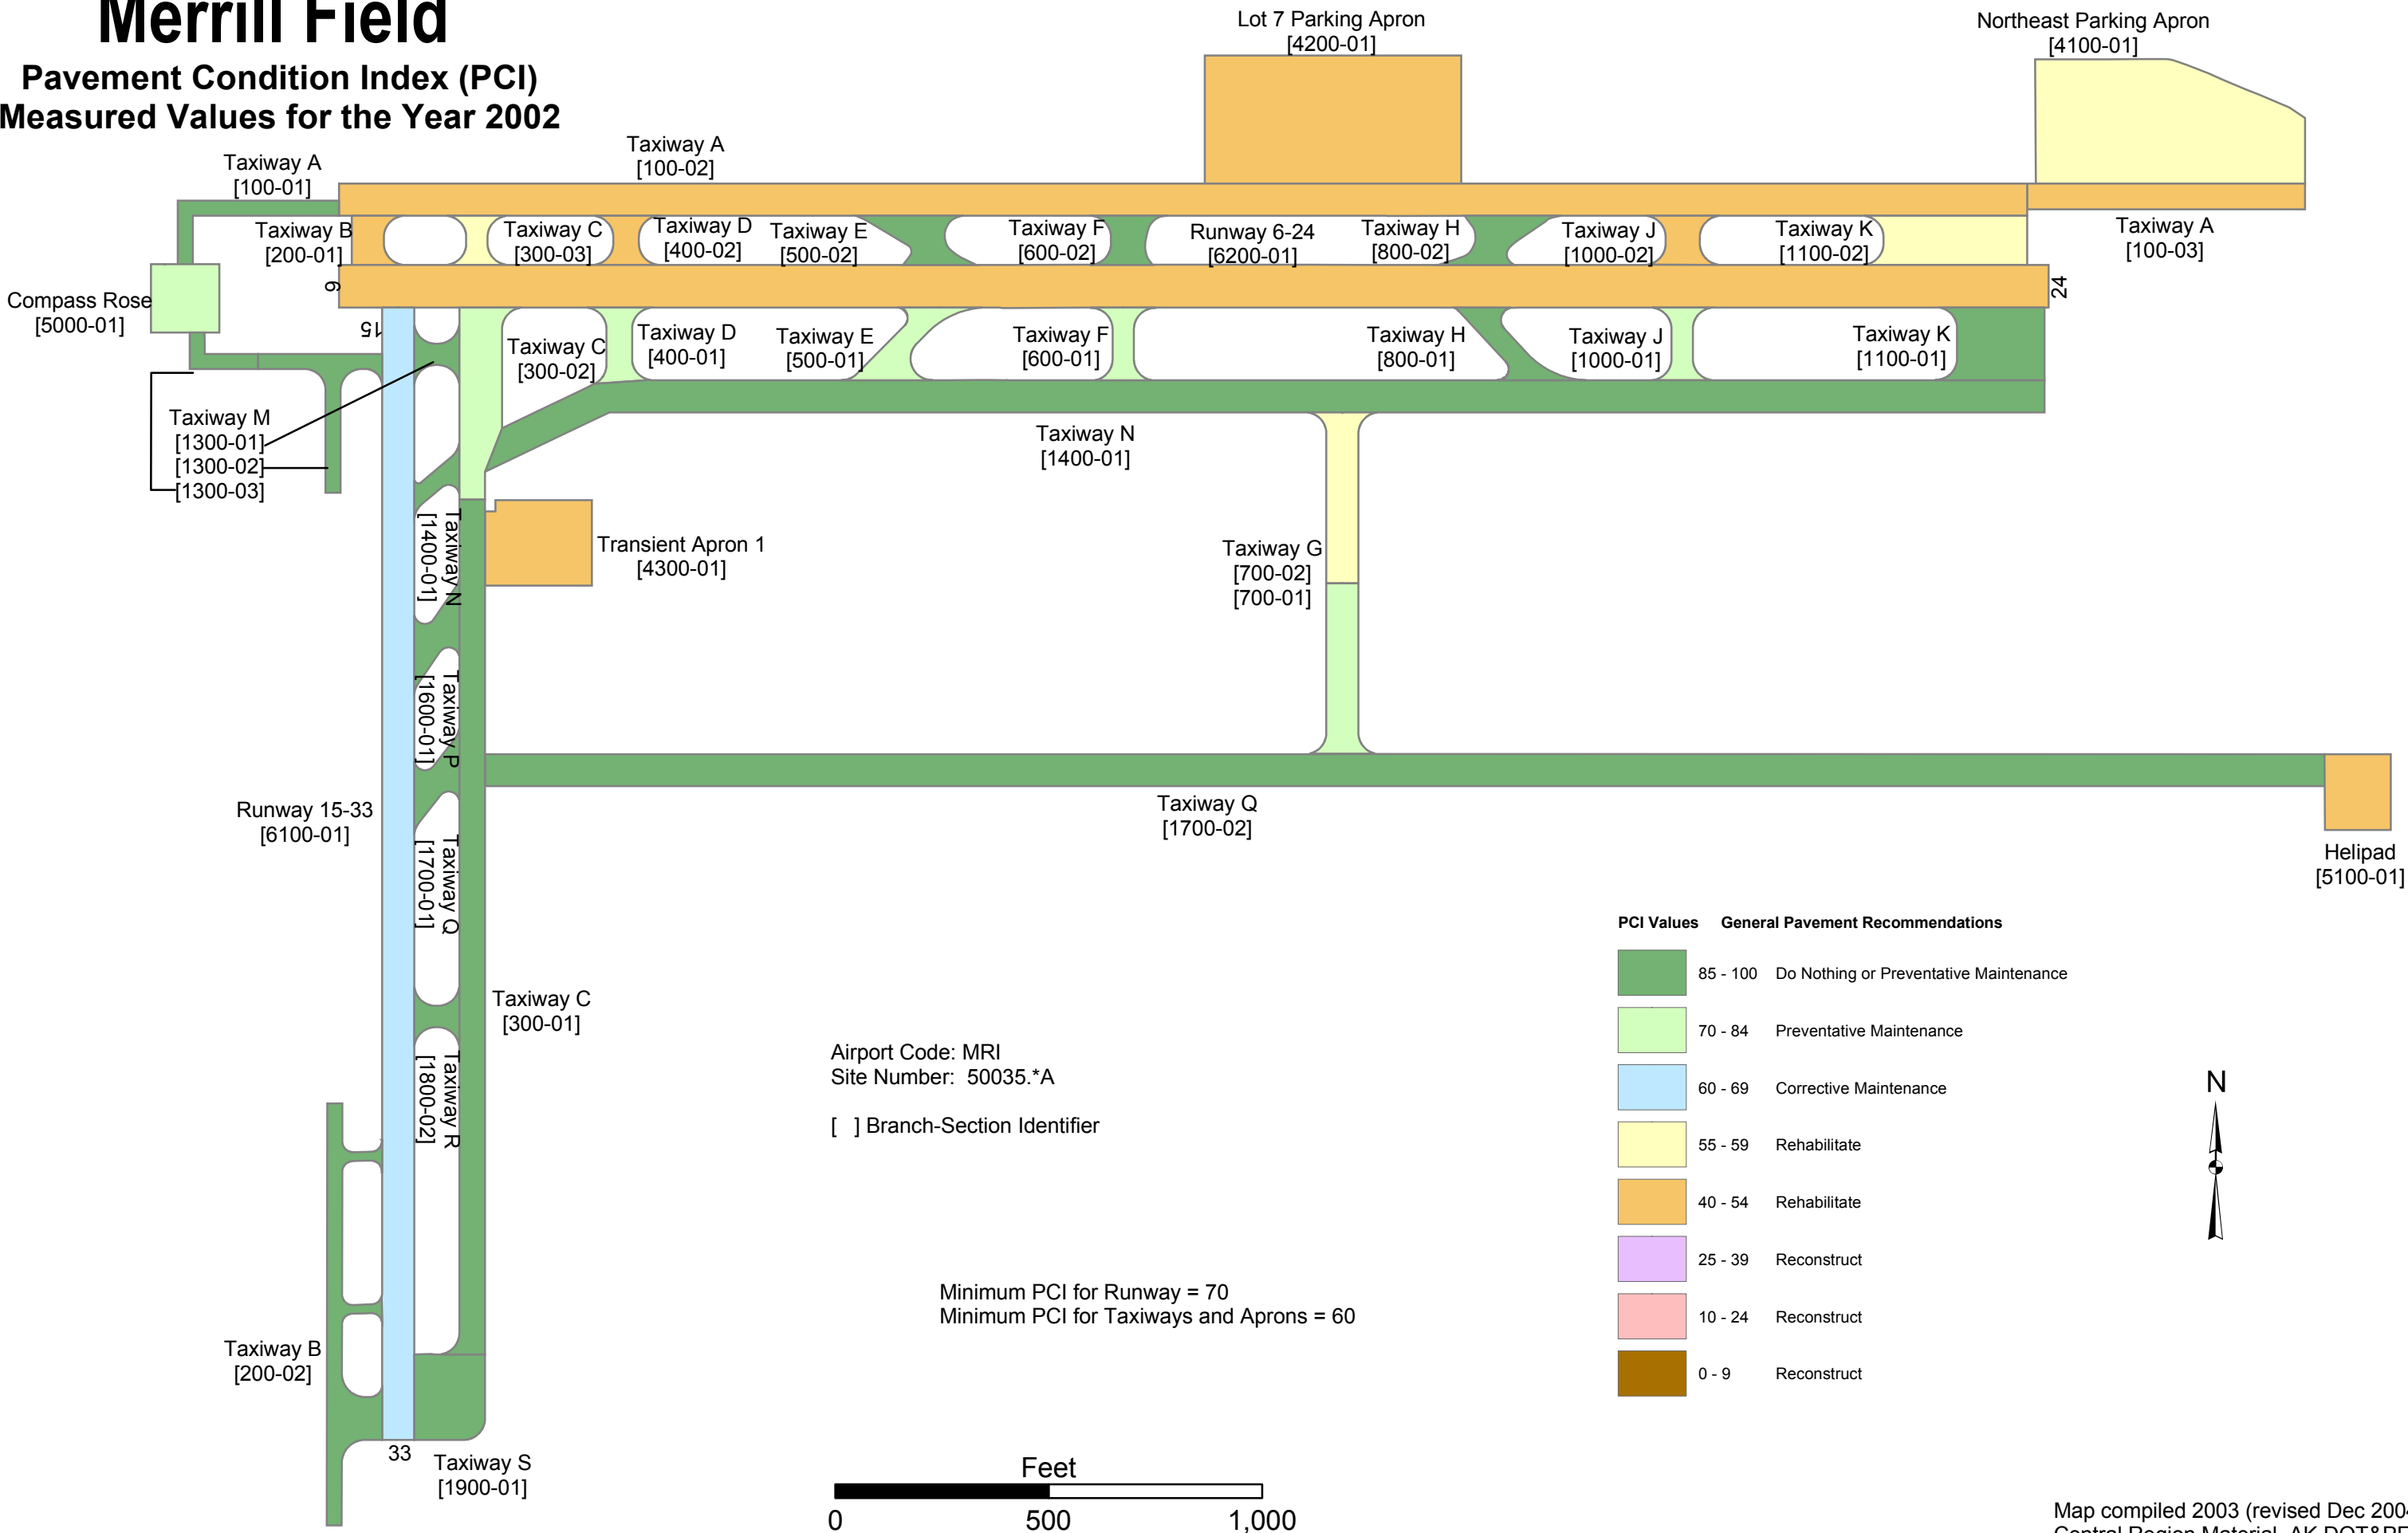 Merrill Field
Pavement Condition Index (PCI)
Measured Values for the Year 2002
Lot 7 Parking Apron
[4200-01]
Northeast Parking Apron
[4100-01]
Taxiway A
[100-01]
Taxiway A
[100-02]
Taxiway A
[100-03]
Taxiway B
[200-01]
Taxiway C
[300-03]
Taxiway D
[400-02]
Taxiway E
[500-02]
Taxiway F
[600-02]
Runway 6-24
[6200-01]
Taxiway H
[800-02]
Taxiway J
[1000-02]
Taxiway K
[1100-02]
6
24
Compass Rose
[5000-01]
15
Taxiway C
[300-02]
Taxiway D
[400-01]
Taxiway E
[500-01]
Taxiway F
[600-01]
Taxiway H
[800-01]
Taxiway J
[1000-01]
Taxiway K
[1100-01]
Taxiway M
[1300-01]
[1300-02]
[1300-03]
Taxiway N
[1400-01]
Taxiway N
[1400-01]
Transient Apron 1
[4300-01]
Taxiway G
[700-02]
[700-01]
Taxiway P
[1600-01]
Runway 15-33
[6100-01]
Taxiway Q
[1700-02]
Taxiway Q
[1700-01]
Helipad
[5100-01]
Taxiway C
[300-01]
Taxiway R
[1800-02]
Taxiway B
[200-02]
33
Taxiway S
[1900-01]
Airport Code: MRI
Site Number: 50035.*A
[ ] Branch-Section Identifier
Minimum PCI for Runway = 70
Minimum PCI for Taxiways and Aprons = 60
PCI Values General Pavement Recommendations
85 - 100 Do Nothing or Preventative Maintenance
70 - 84 Preventative Maintenance
60 - 69 Corrective Maintenance
55 - 59 Rehabilitate
40 - 54 Rehabilitate
25 - 39 Reconstruct
10 - 24 Reconstruct
0 - 9 Reconstruct
N
Feet
0 500 1,000
Map compiled 2003 (revised Dec
Central Region Material, AK